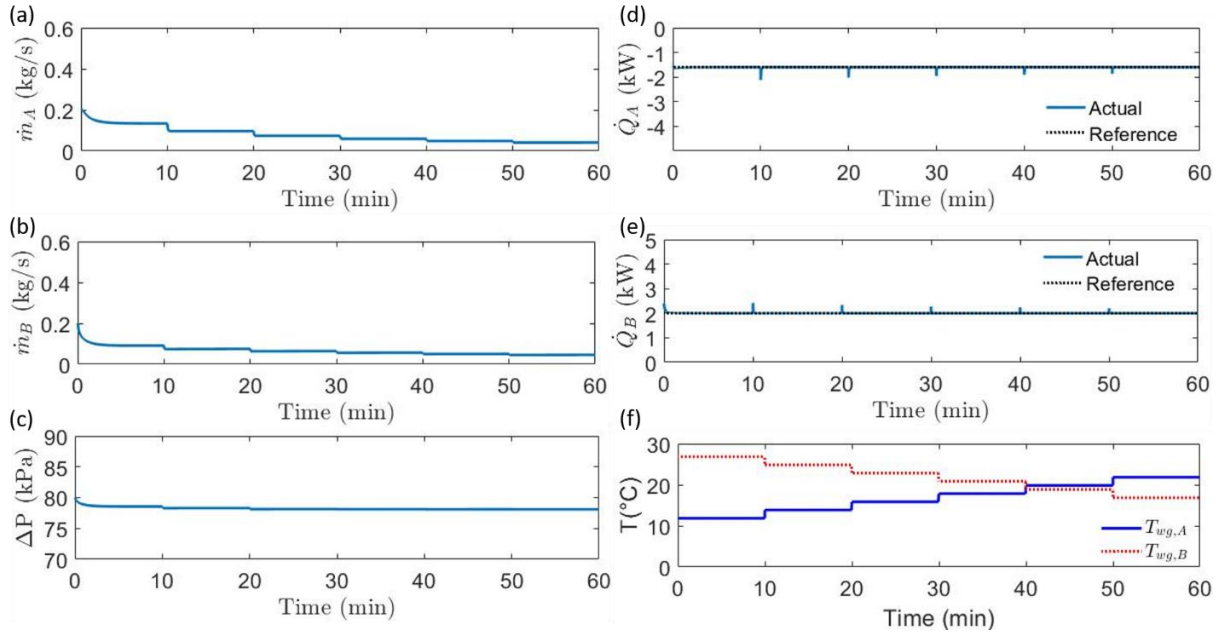 (a)
0.6
0.4
0.2
0
ṁ_A (kg/s)
0 10 20 30 40 50 60
Time (min)
(b)
0.6
0.4
0.2
0
ṁ_B (kg/s)
0 10 20 30 40 50 60
Time (min)
(c)
90
85
80
75
70
ΔP (kPa)
0 10 20 30 40 50 60
Time (min)
(d)
0
-1
-2
-3
-4
Q̇_A (kW)
Actual
Reference
0 10 20 30 40 50 60
Time (min)
(e)
5
4
3
2
1
0
Q̇_B (kW)
Actual
Reference
0 10 20 30 40 50 60
Time (min)
(f)
30
20
10
0
T(°C)
T_{wg,A}
T_{wg,B}
0 10 20 30 40 50 60
Time (min)